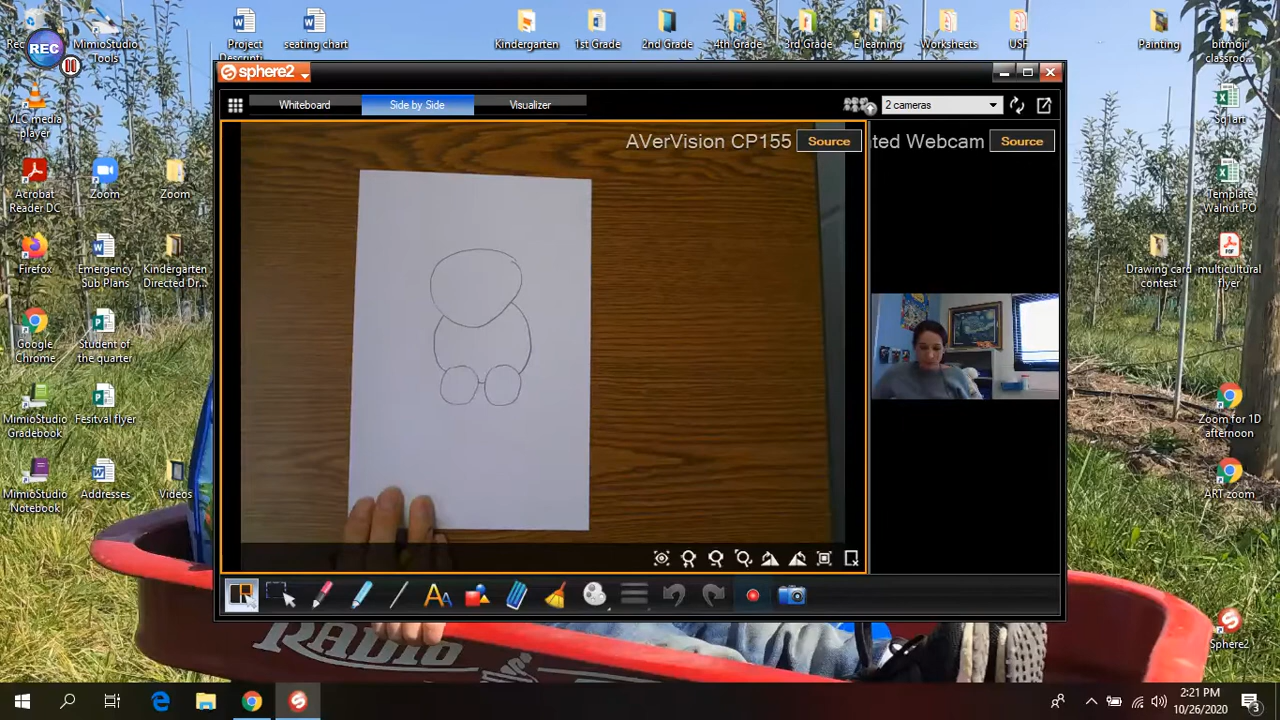 REC
MimioStudio
Tools
Project
Descripti
seating chart
Kindergarten
1st Grade
2nd Grade
4th Grade
3rd Grade
E learning
Worksheets
USF
Painting
bitmoji
classroo...
sphere2
Whiteboard
Side by Side
Visualizer
2 cameras
AVerVision CP155
Source
ted Webcam
Source
VLC media
player
Acrobat
Reader DC
Zoom
Zoom
Firefox
Emergency
Sub Plans
Kindergarten
Directed Dr...
Google
Chrome
Student of
the quarter
MimioStudio
Gradebook
Fesitval flyer
MimioStudio
Notebook
Addresses
Videos
SqTart
Template
Walnut PO
Drawing card
contest
multicultural
flyer
Zoom for 1D
afternoon
ART zoom
Sphere2
RADIO
2:21 PM
10/26/2020
3